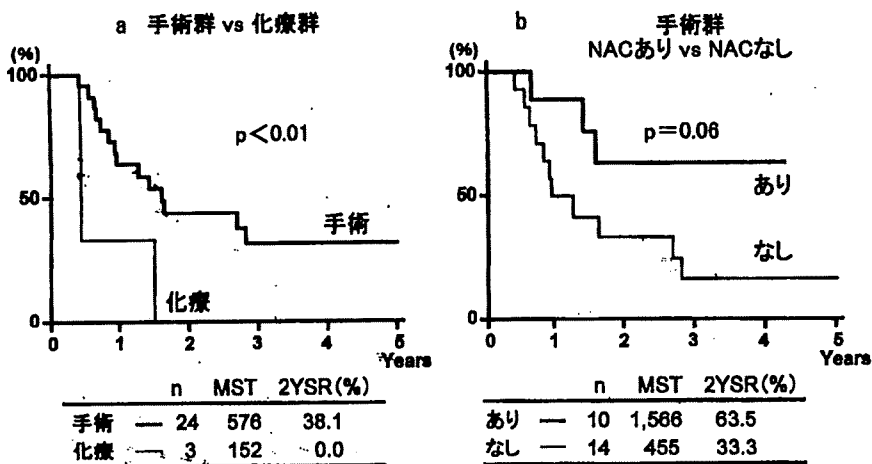 a 手術群 vs 化療群
(%)
100
50
0
p<0.01
手術
化療
0 1 2 3 4 5
Years
n MST 2YSR(%)
手術 — 24 576 38.1
化療 — 3 152 0.0
b 手術群
NACあり vs NACなし
(%)
100
50
0
p=0.06
あり
なし
0 1 2 3 4 5
Years
n MST 2YSR(%)
あり — 10 1,566 63.5
なし — 14 455 33.3